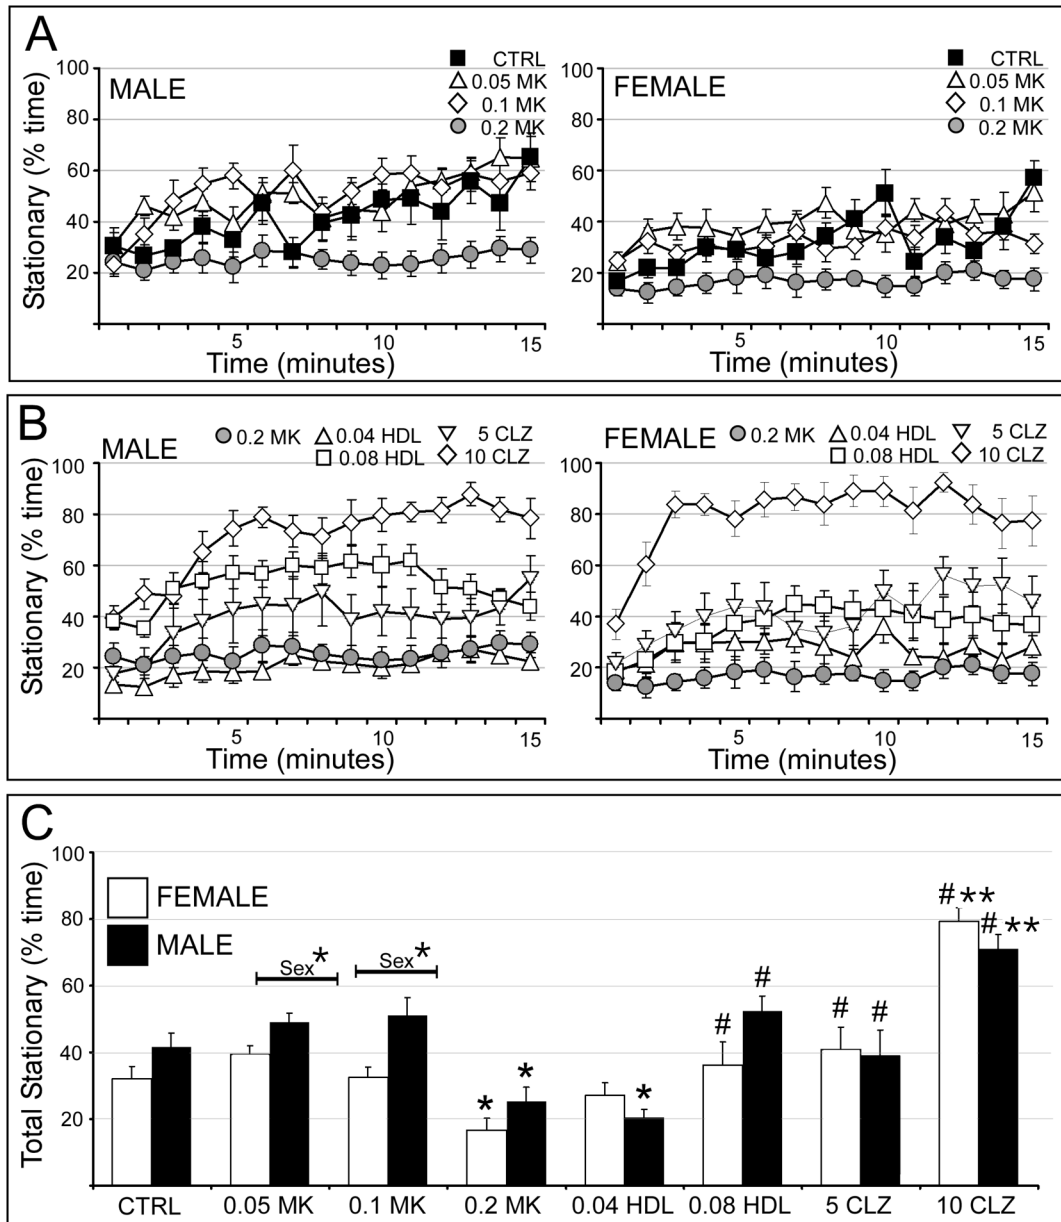 A
MALE
CTRL
0.05 MK
0.1 MK
0.2 MK
100
80
60
40
20
Stationary (% time)
5
10
15
Time (minutes)
FEMALE
CTRL
0.05 MK
0.1 MK
0.2 MK
100
80
60
40
20
5
10
15
Time (minutes)
B
MALE
0.2 MK
0.04 HDL
5 CLZ
0.08 HDL
10 CLZ
100
80
60
40
20
Stationary (% time)
5
10
15
Time (minutes)
FEMALE
0.2 MK
0.04 HDL
5 CLZ
0.08 HDL
10 CLZ
100
80
60
40
20
5
10
15
Time (minutes)
C
100
80
60
40
20
Total Stationary (% time)
FEMALE
MALE
Sex*
Sex*
*
*
*
#
#
#
#
#**
#**
CTRL
0.05 MK
0.1 MK
0.2 MK
0.04 HDL
0.08 HDL
5 CLZ
10 CLZ